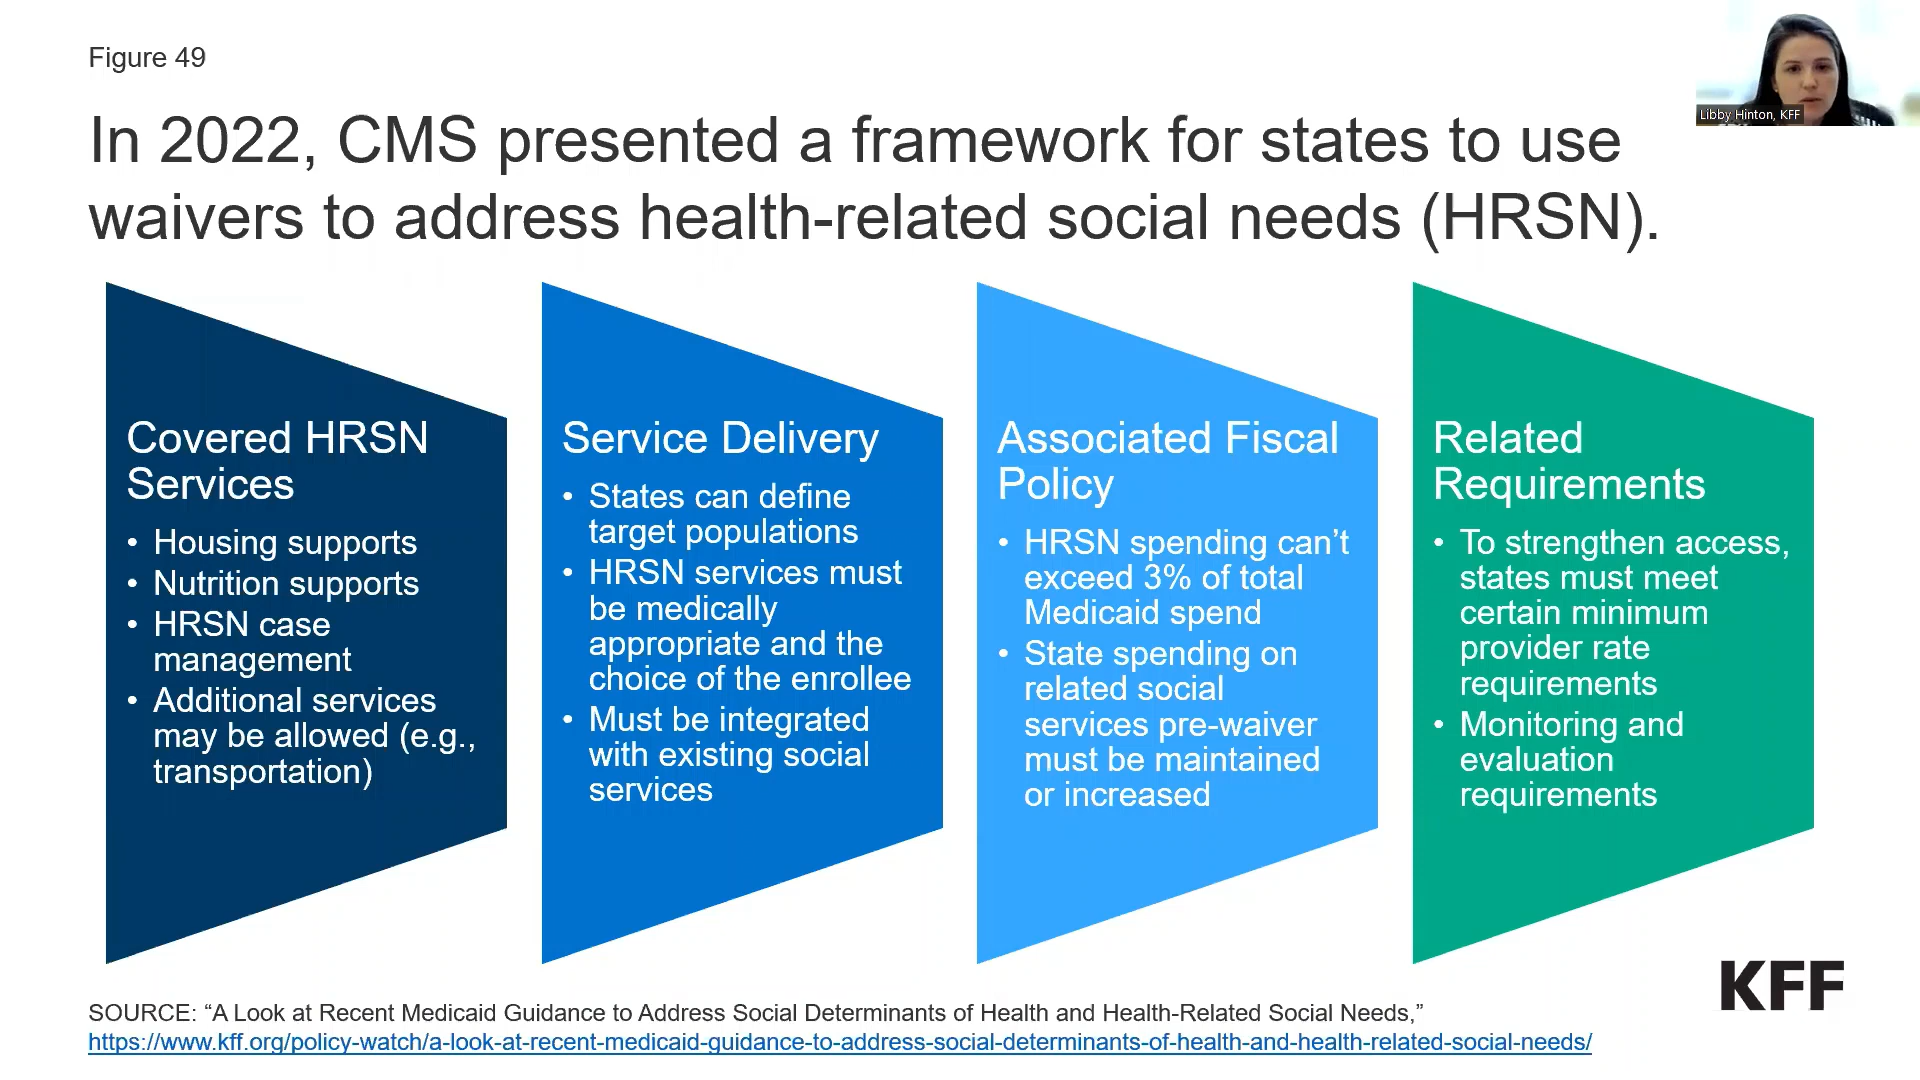 Figure 49
In 2022, CMS presented a framework for states to use
waivers to address health-related social needs (HRSN).
Libby Hinton, KFF
Covered HRSN
Services
• Housing supports
• Nutrition supports
• HRSN case
management
• Additional services
may be allowed (e.g.,
transportation)
Service Delivery
• States can define
target populations
• HRSN services must
be medically
appropriate and the
choice of the enrollee
• Must be integrated
with existing social
services
Associated Fiscal
Policy
• HRSN spending can’t
exceed 3% of total
Medicaid spend
• State spending on
related social
services pre-waiver
must be maintained
or increased
Related
Requirements
• To strengthen access,
states must meet
certain minimum
provider rate
requirements
• Monitoring and
evaluation
requirements
KFF
SOURCE: “A Look at Recent Medicaid Guidance to Address Social Determinants of Health and Health-Related Social Needs,”
https://www.kff.org/policy-watch/a-look-at-recent-medicaid-guidance-to-address-social-determinants-of-health-and-health-related-social-needs/